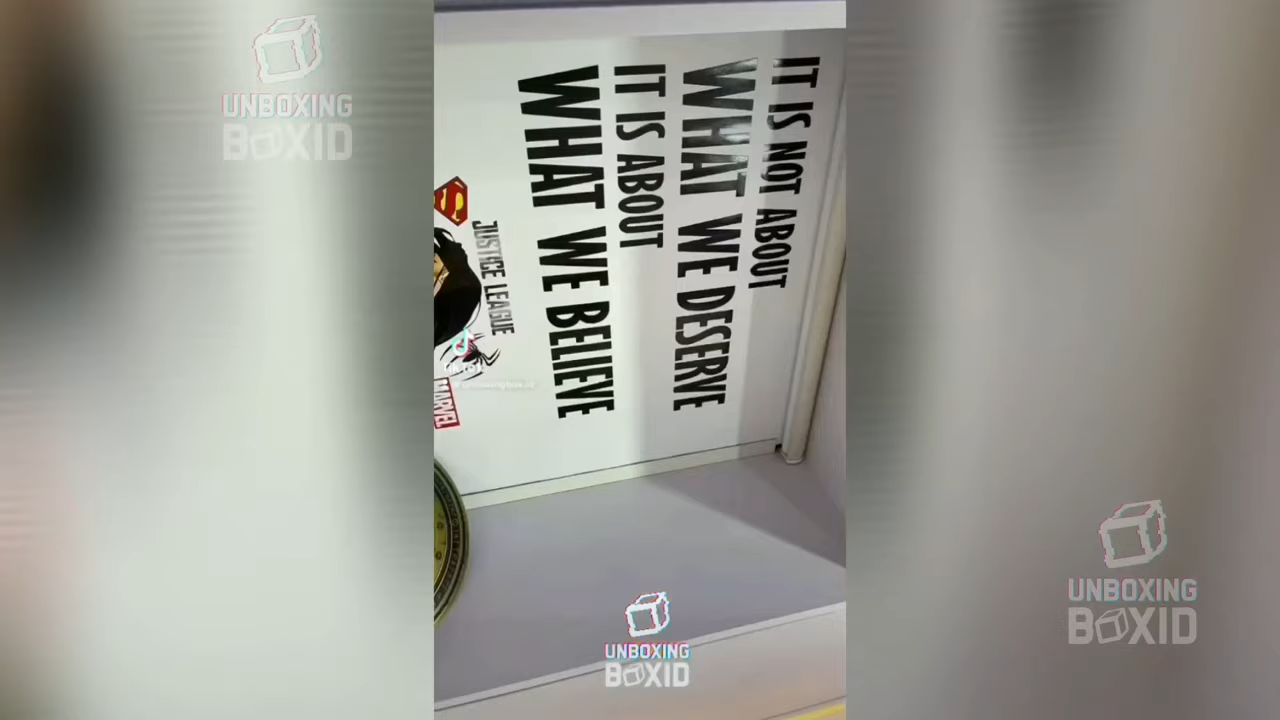 UNBOXING
BOXID
IT IS NOT ABOUT
WHAT WE DESERVE
IT IS ABOUT
WHAT WE BELIEVE
JUSTICE LEAGUE
S
MARVEL
TikTok
UNBOXING
BOXID
UNBOXING
BOXID